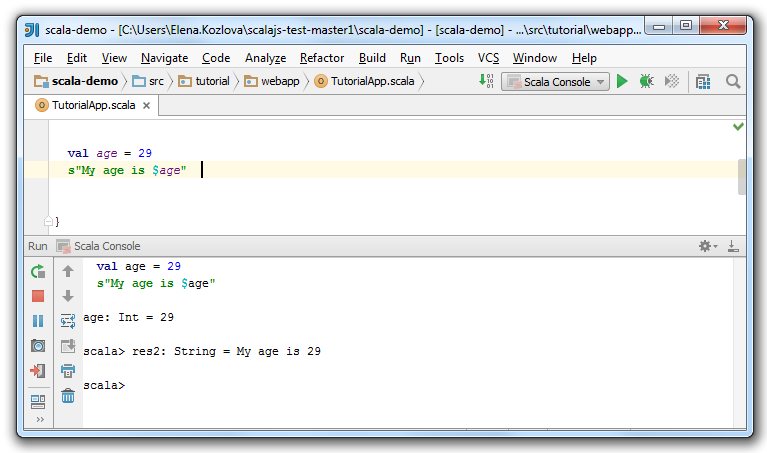 scala-demo - [C:\Users\Elena.Kozlova\scalajs-test-master1\scala-demo] - [scala-demo] - ...\src\tutorial\webapp...
File Edit View Navigate Code Analyze Refactor Build Run Tools VCS Window Help
scala-demo src tutorial webapp TutorialApp.scala Scala Console
TutorialApp.scala
val age = 29
s"My age is $age"
}
Run Scala Console
val age = 29
s"My age is $age"
age: Int = 29
scala> res2: String = My age is 29
scala>